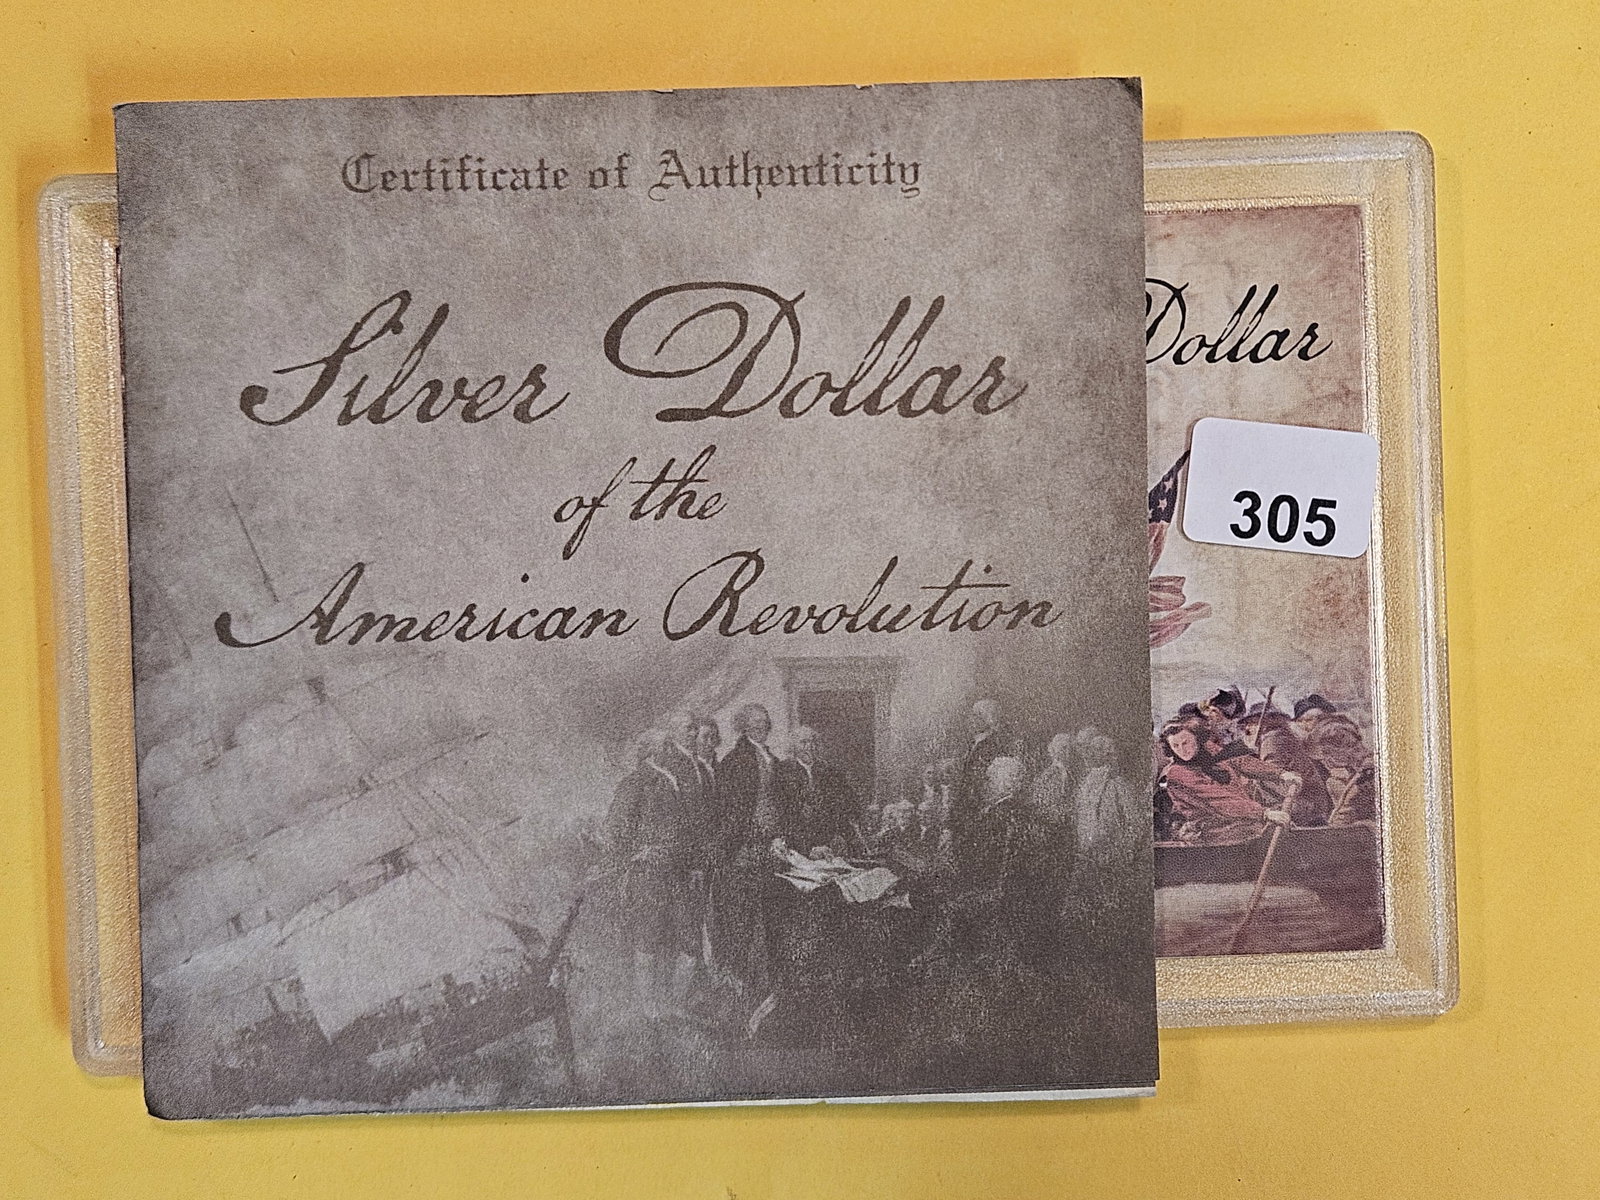 Certificate of Authenticity
Silver Dollar
of the
American Revolution
Dollar
305